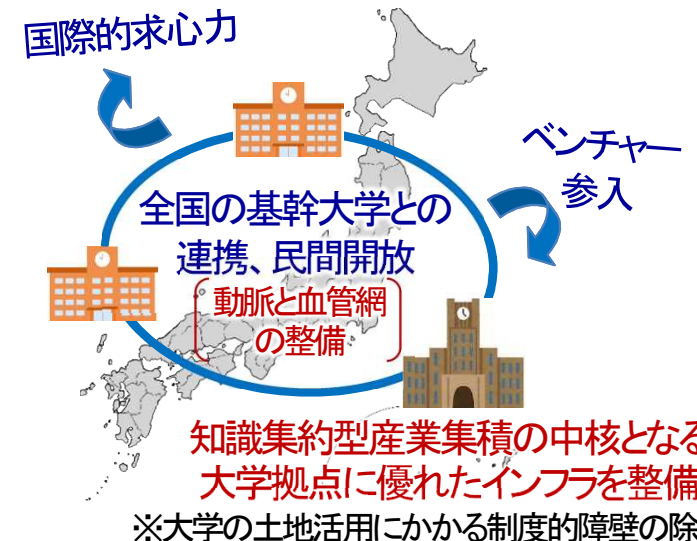 国際的求心力
ベンチャー
参入
全国の基幹大学との
連携、民間開放
動脈と血管網
の整備
知識集約型産業集積の中核となる
大学拠点に優れたインフラを整備
※大学の土地活用にかかる制度的障壁の除